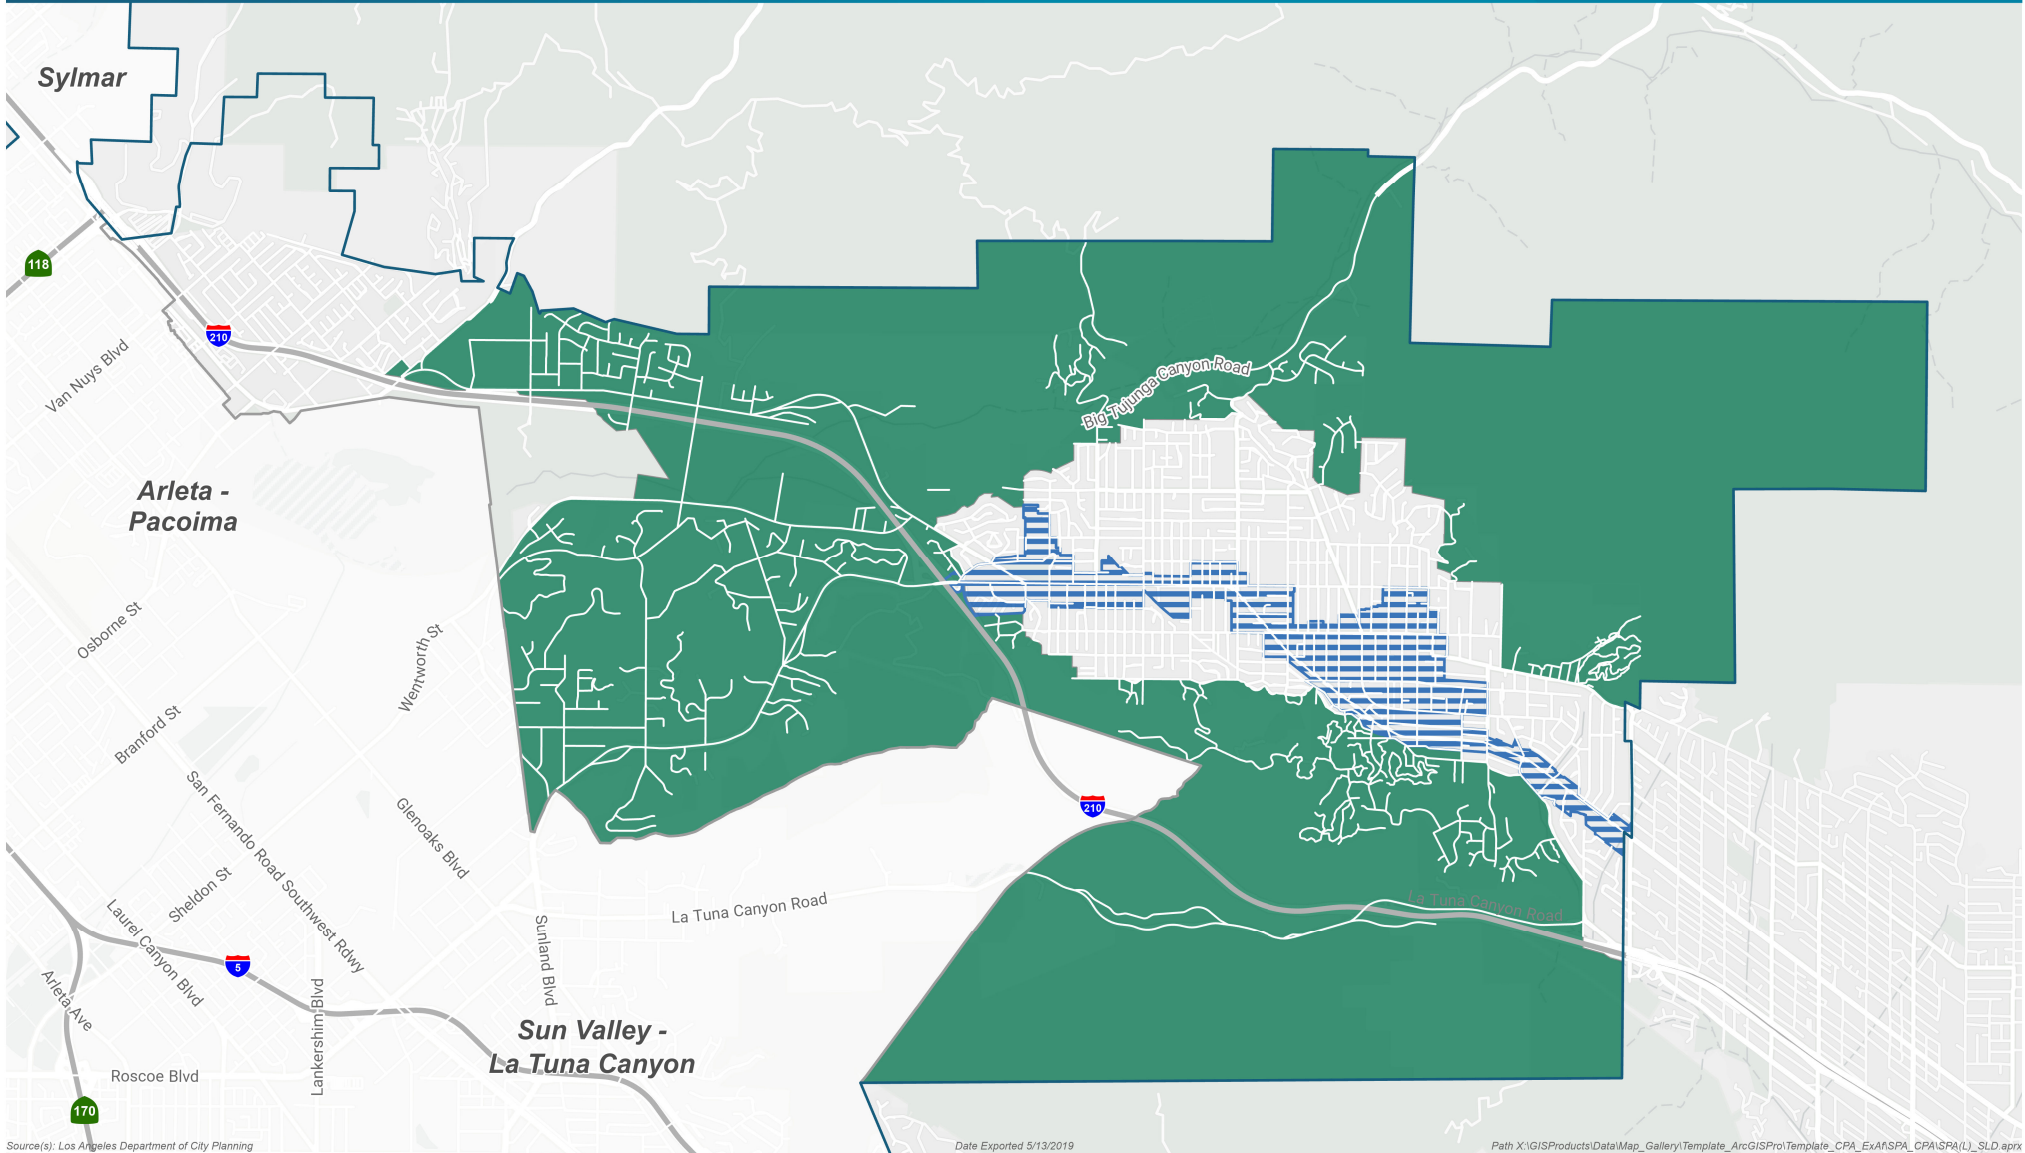 Sylmar
118
210
Van Nuys Blvd
Big Tujunga Canyon Road
Arleta -
Pacoima
Osborne St
Wentworth St
Branford St
San Fernando Road Southwest Rdwy
Glenoaks Blvd
210
Sheldon St
La Tuna Canyon Road
La Tuna Canyon Road
Laurel Canyon Blvd
Sunland Blvd
5
Arleta Ave
Lankershim Blvd
Sun Valley -
La Tuna Canyon
Roscoe Blvd
170
Source(s): Los Angeles Department of City Planning
Date Exported 5/13/2019
Path X:\GISProducts\Data\Map_Gallery\Template_ArcGISPro\Template_CPA_ExAf\SPA_CPA\SPA(L)_SLD.aprx